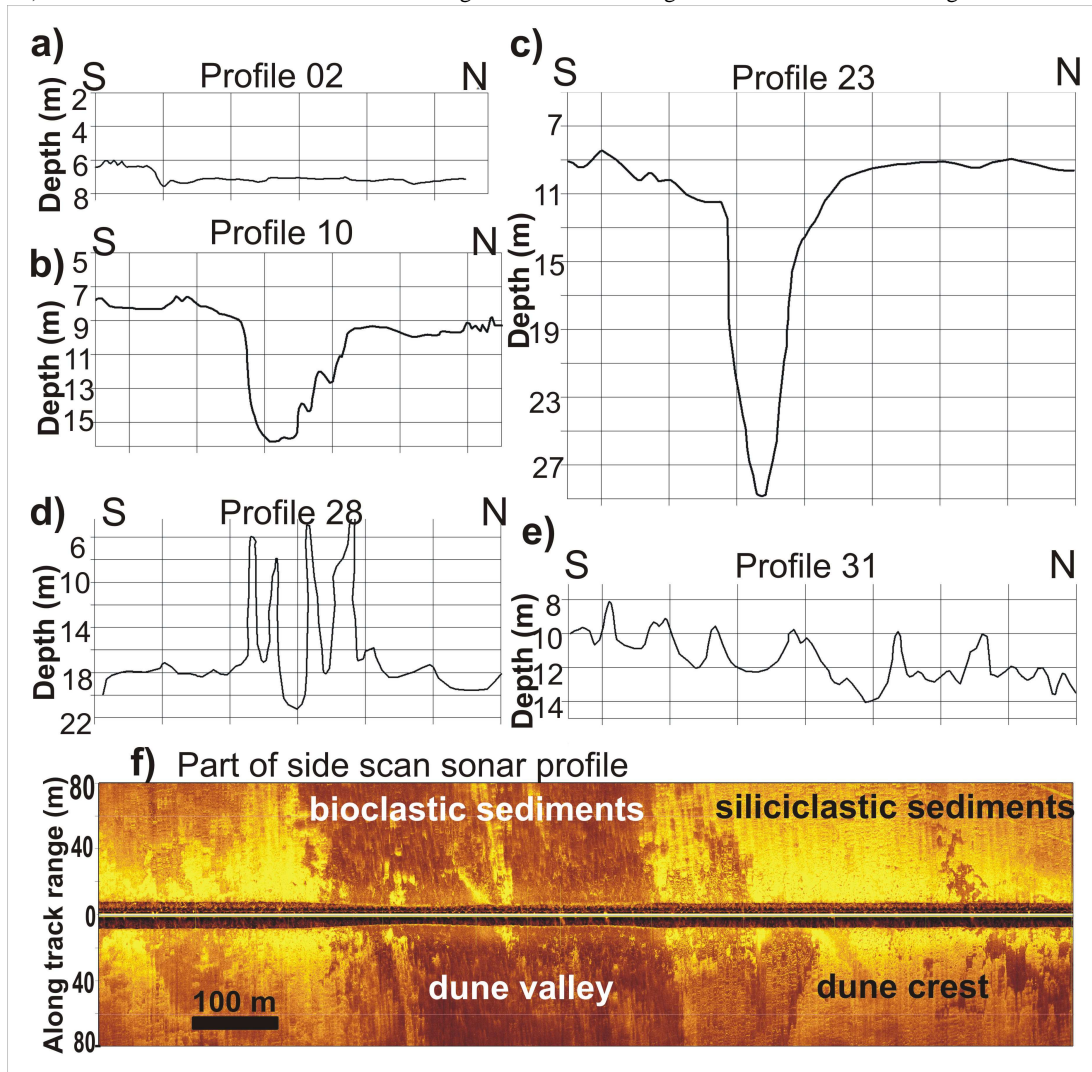 a)
S Profile 02 N
Depth (m)
2
4
6
8
S Profile 10 N
b)
Depth (m)
5
7
9
11
13
15
c)
S Profile 23 N
Depth (m)
7
11
15
19
23
27
d)
S Profile 28 N
Depth (m)
6
10
14
18
22
e)
S Profile 31 N
Depth (m)
8
10
12
14
f) Part of side scan sonar profile
Along track range (m)
80
40
0
40
80
bioclastic sediments siliciclastic sediments
dune valley dune crest
100 m